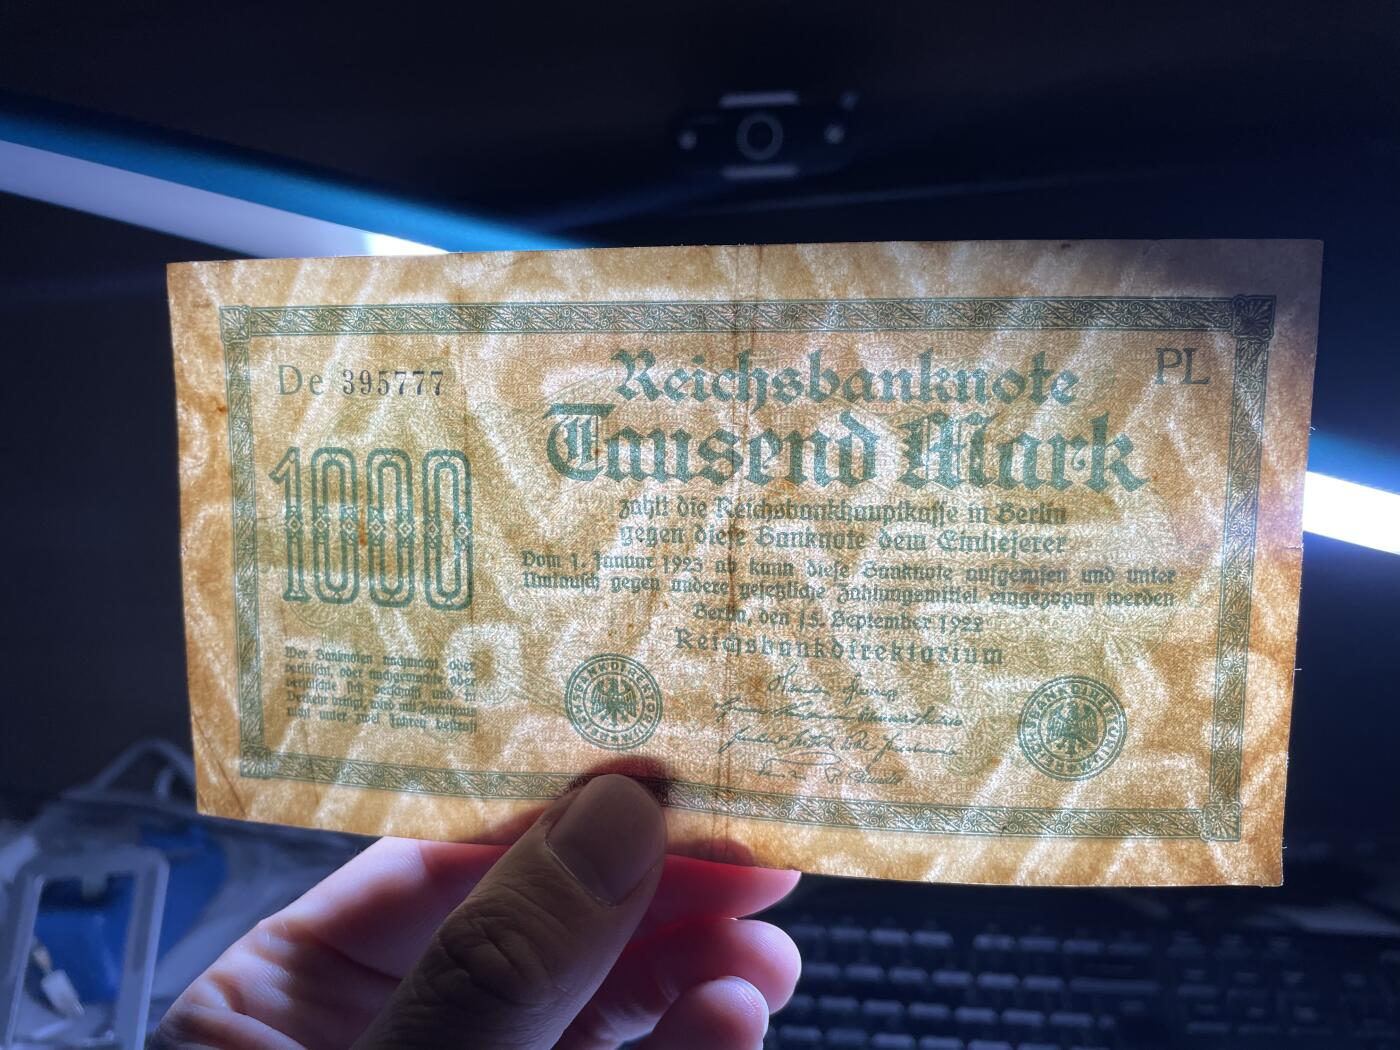 De 395777
PL
Reichsbanknote
Tausend Mark
1000
zahlt die Reichsbankhauptkasse in Berlin
gegen diese Banknote dem Einlieferer
Vom 1. Januar 1923 ab kann diese Banknote aufgerufen und unter
Umtausch gegen andere gesetzliche Zahlungsmittel eingezogen werden
Berlin, den 15. September 1922
Reichsbankdirektorium
Wer Banknoten nachmacht oder
verfälscht, oder nachgemachte oder
verfälschte sich verschafft und in
Verkehr bringt, wird mit Zuchthaus
nicht unter zwei Jahren bestraft
REICHSBANKDIREKTORIUM
REICHSBANKDIREKTORIUM